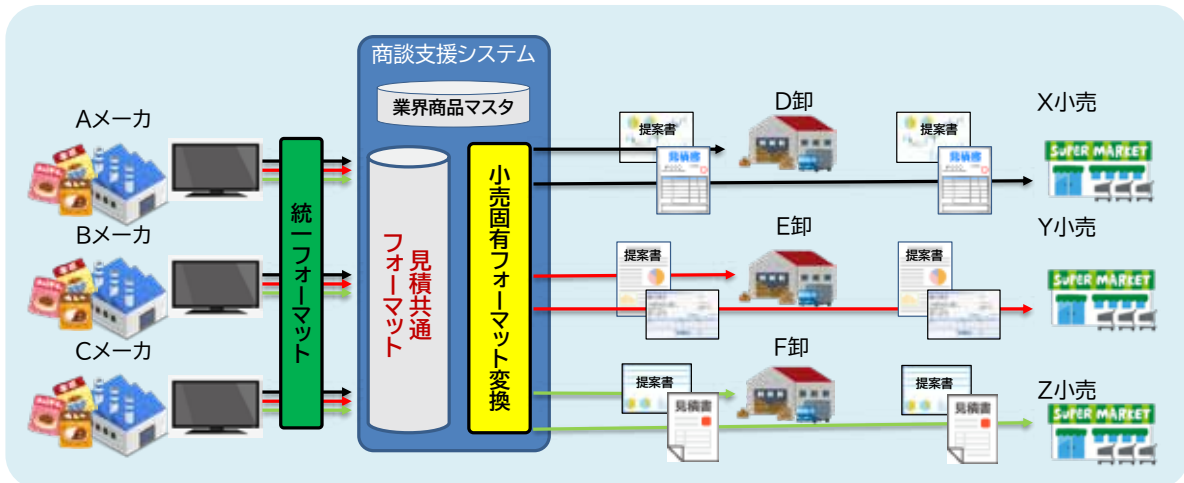 商談支援システム
業界商品マスタ
Aメーカ
Bメーカ
Cメーカ
統一フォーマット
見積共通
フォーマット
小売固有フォーマット変換
D卸
提案書
見積書
提案書
見積書
X小売
SUPER MARKET
E卸
提案書
提案書
Y小売
SUPER MARKET
F卸
提案書
見積書
提案書
見積書
Z小売
SUPER MARKET